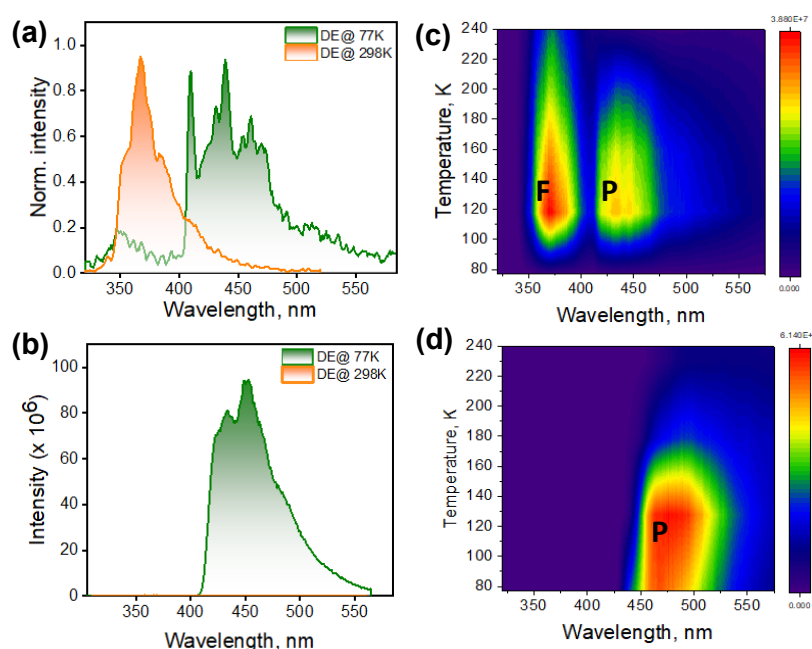 (a)
DE@ 77K
DE@ 298K
Norm. intensity
1.0
0.8
0.6
0.4
0.2
0.0
350 400 450 500 550
Wavelength, nm
(b)
DE@ 77K
DE@ 298K
Intensity (x 10⁶)
100
80
60
40
20
0
350 400 450 500 550
Wavelength, nm
(c)
Temperature, K
240
220
200
180
160
140
120
100
80
F P
350 400 450 500 550
Wavelength, nm
3.880E+7
0.000
(d)
Temperature, K
240
220
200
180
160
140
120
100
80
P
350 400 450 500 550
Wavelength, nm
6.140E+
0.000